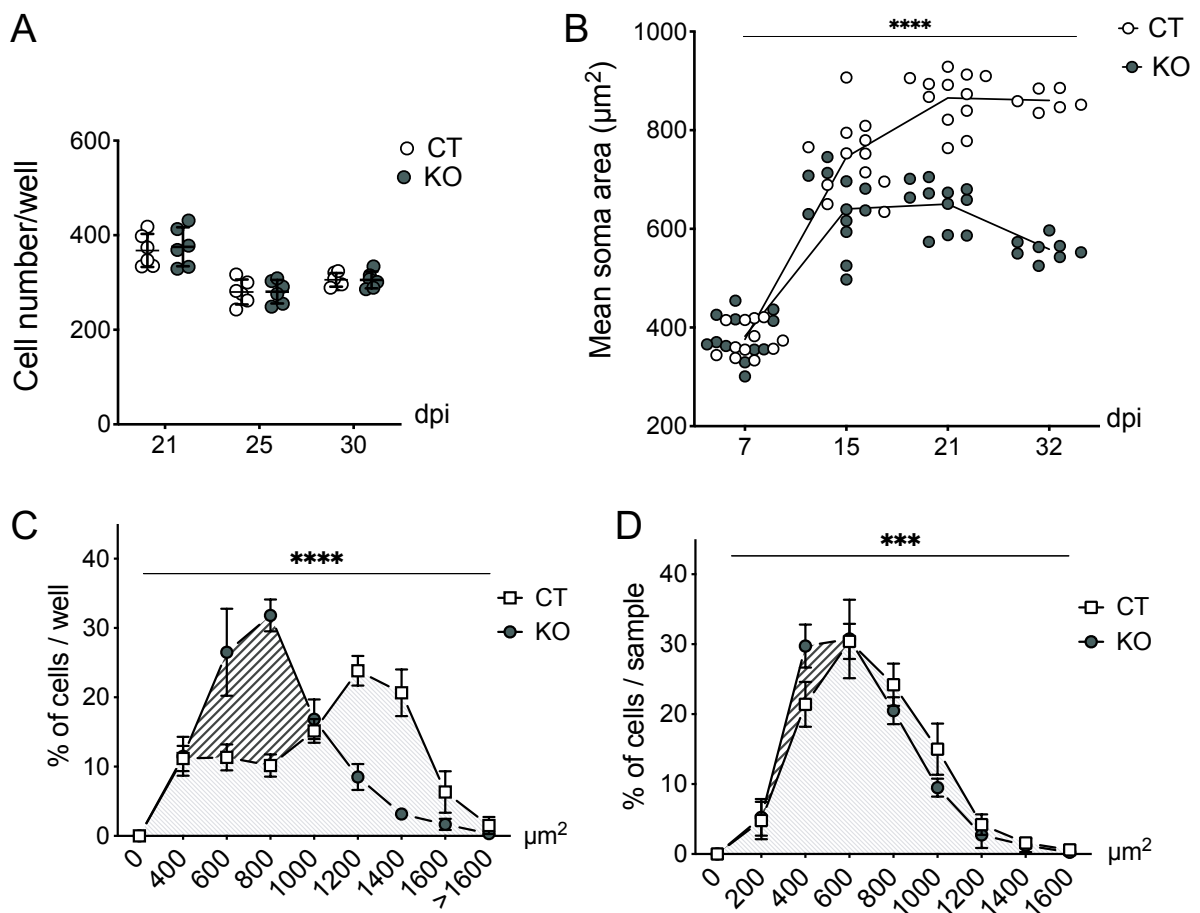 A
Cell number/well
600
400
200
0
21
25
30
dpi
CT
KO
B
Mean soma area (µm²)
1000
800
600
400
200
7
15
21
32
dpi
****
CT
KO
C
% of cells / well
40
30
20
10
0
0
400
600
800
1000
1200
1400
1600
>1600
µm²
****
CT
KO
D
% of cells / sample
40
30
20
10
0
0
200
400
600
800
1000
1200
1400
1600
µm²
***
CT
KO